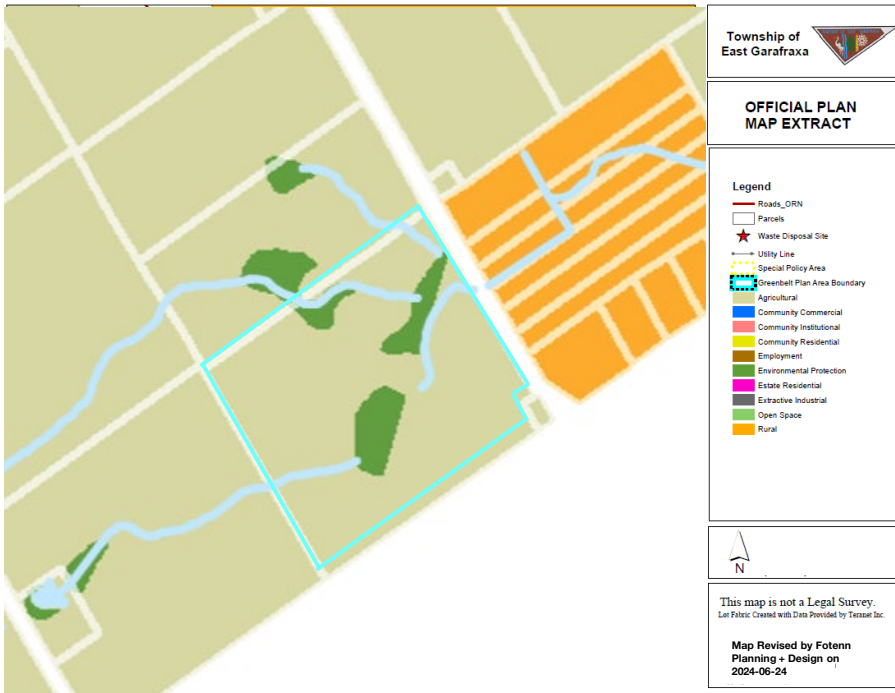 Township of
East Garafraxa
OFFICIAL PLAN
MAP EXTRACT
Legend
Roads_ORN
Parcels
Waste Disposal Site
Utility Line
Special Policy Area
Greenbelt Plan Area Boundary
Agricultural
Community Commercial
Community Institutional
Community Residential
Employment
Environmental Protection
Estate Residential
Extractive Industrial
Open Space
Rural
N
This map is not a Legal Survey.
Lot Fabric Created with Data Provided by Teranet Inc.
Map Revised by Fotenn
Planning + Design on
2024-06-24